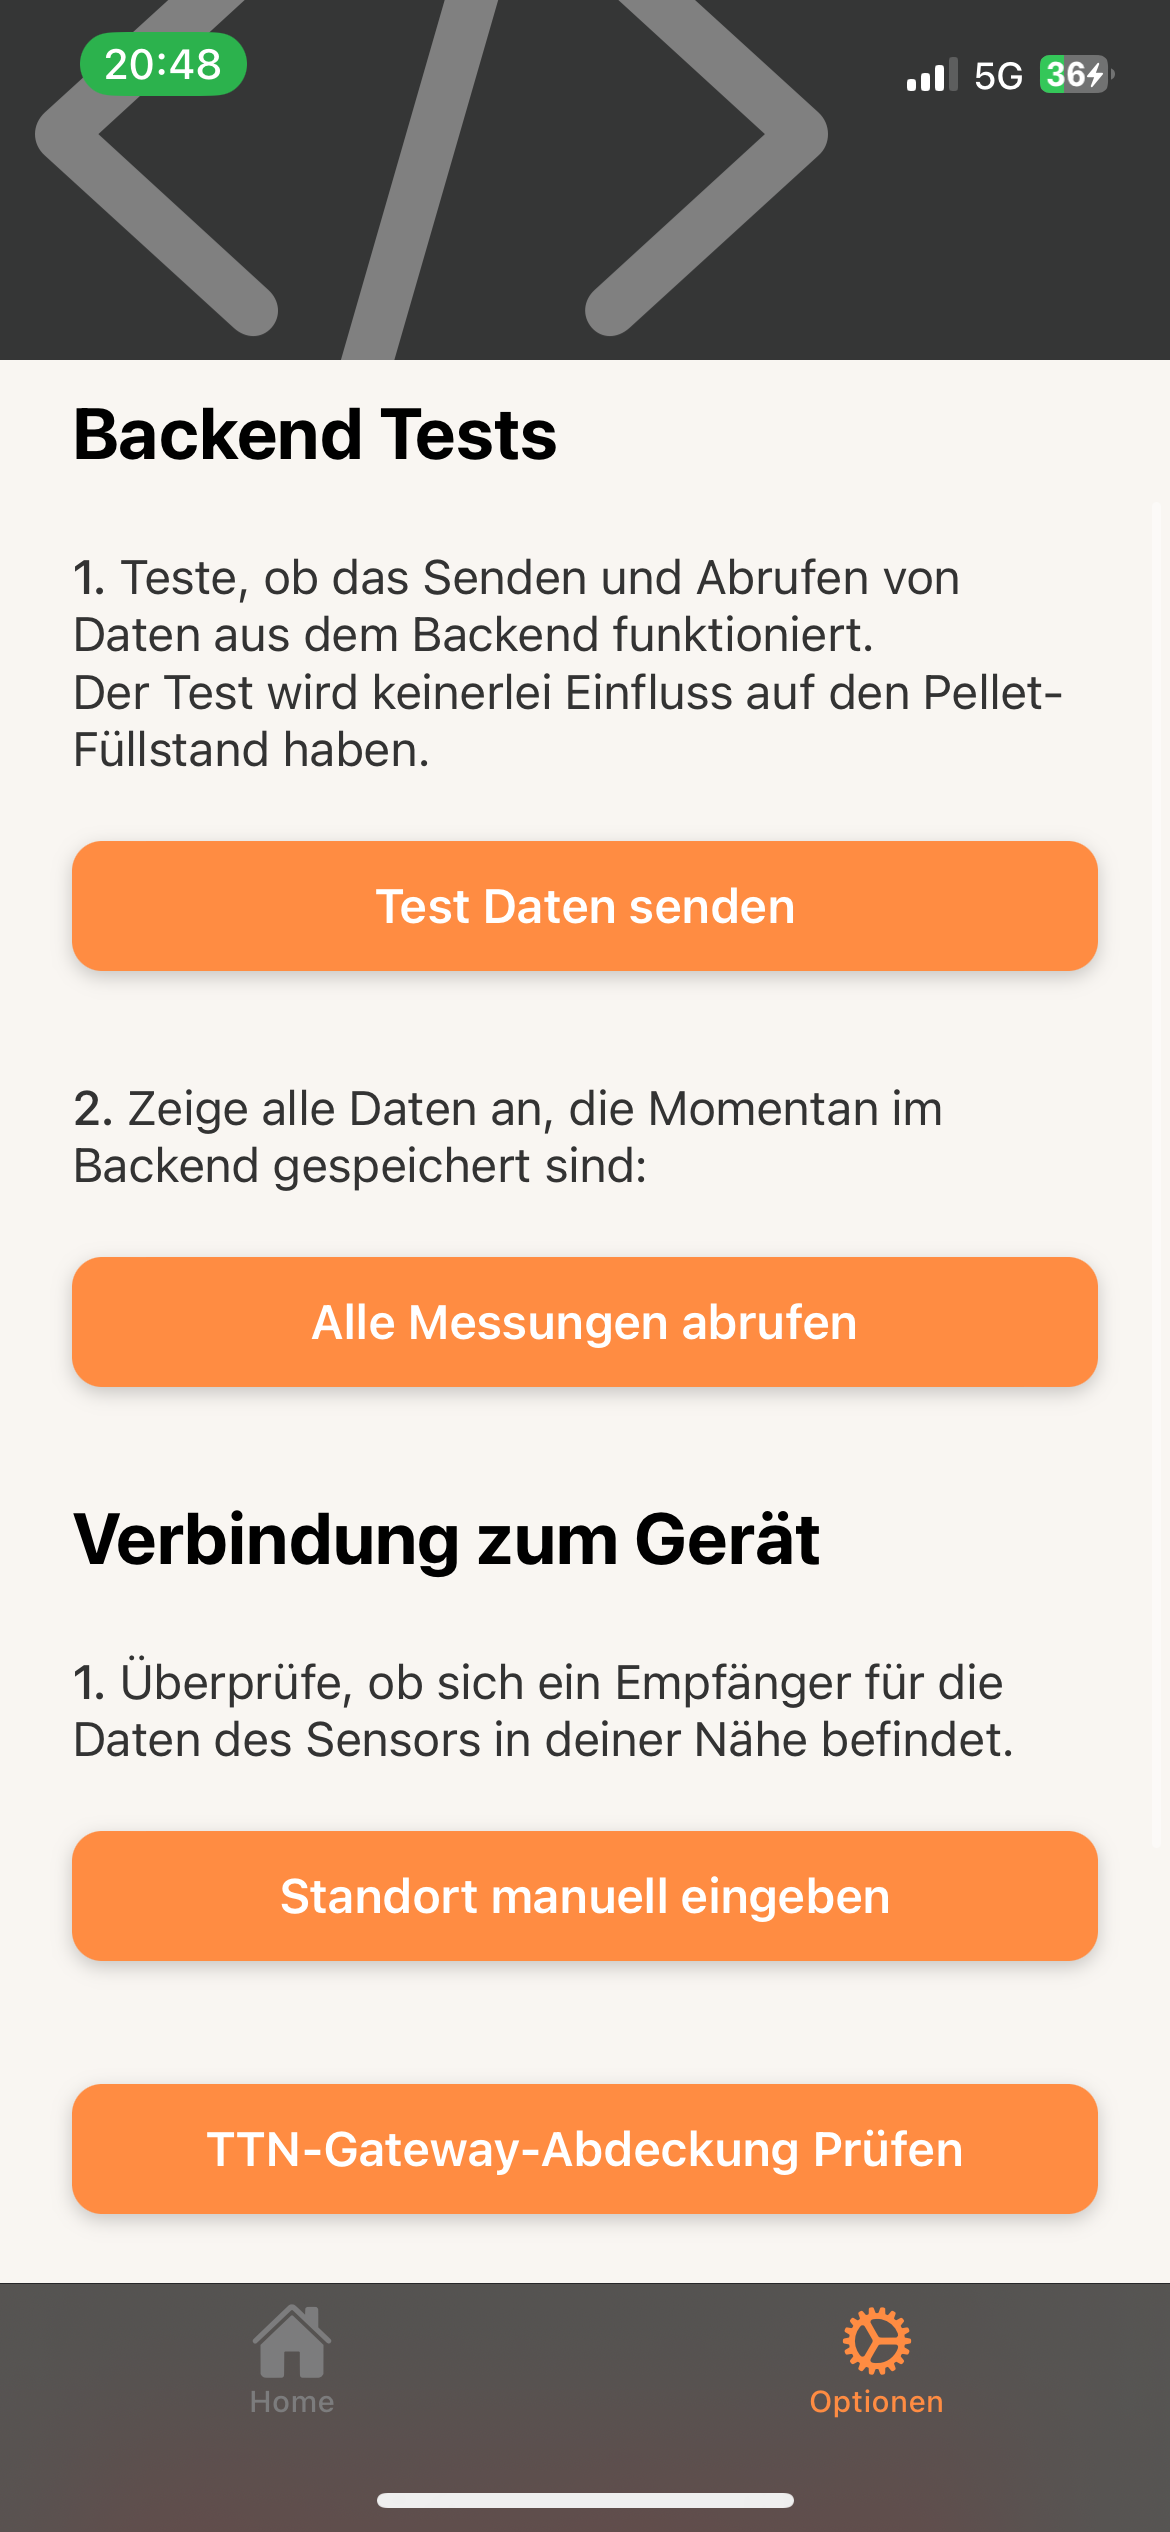 20:48
5G
36
Backend Tests
1. Teste, ob das Senden und Abrufen von
Daten aus dem Backend funktioniert.
Der Test wird keinerlei Einfluss auf den Pellet-
Füllstand haben.
Test Daten senden
2. Zeige alle Daten an, die Momentan im
Backend gespeichert sind:
Alle Messungen abrufen
Verbindung zum Gerät
1. Überprüfe, ob sich ein Empfänger für die
Daten des Sensors in deiner Nähe befindet.
Standort manuell eingeben
TTN-Gateway-Abdeckung Prüfen
Home
Optionen